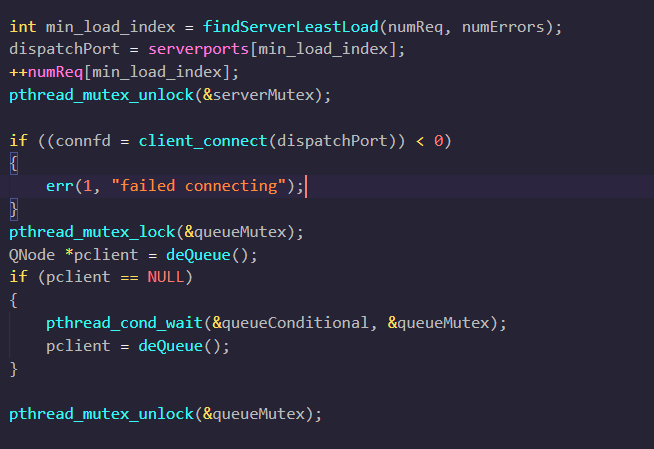 int min_load_index = findServerLeastLoad(numReq, numErrors);
dispatchPort = serverports[min_load_index];
++numReq[min_load_index];
pthread_mutex_unlock(&serverMutex);
if ((connfd = client_connect(dispatchPort)) < 0)
{
err(1, "failed connecting");
}
pthread_mutex_lock(&queueMutex);
QNode *pclient = deQueue();
if (pclient == NULL)
{
pthread_cond_wait(&queueConditional, &queueMutex);
pclient = deQueue();
}
pthread_mutex_unlock(&queueMutex);